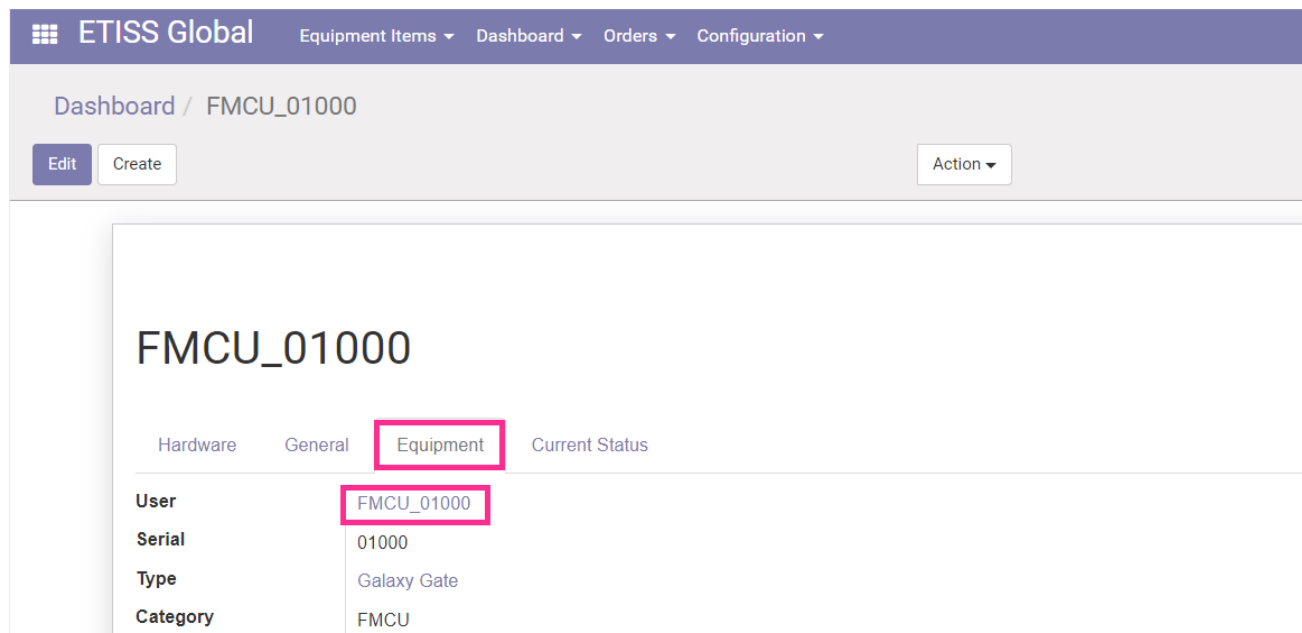 ETISS Global Equipment Items Dashboard Orders Configuration
Dashboard / FMCU_01000
Edit Create Action
FMCU_01000
Hardware General Equipment Current Status
User FMCU_01000
Serial 01000
Type Galaxy Gate
Category FMCU